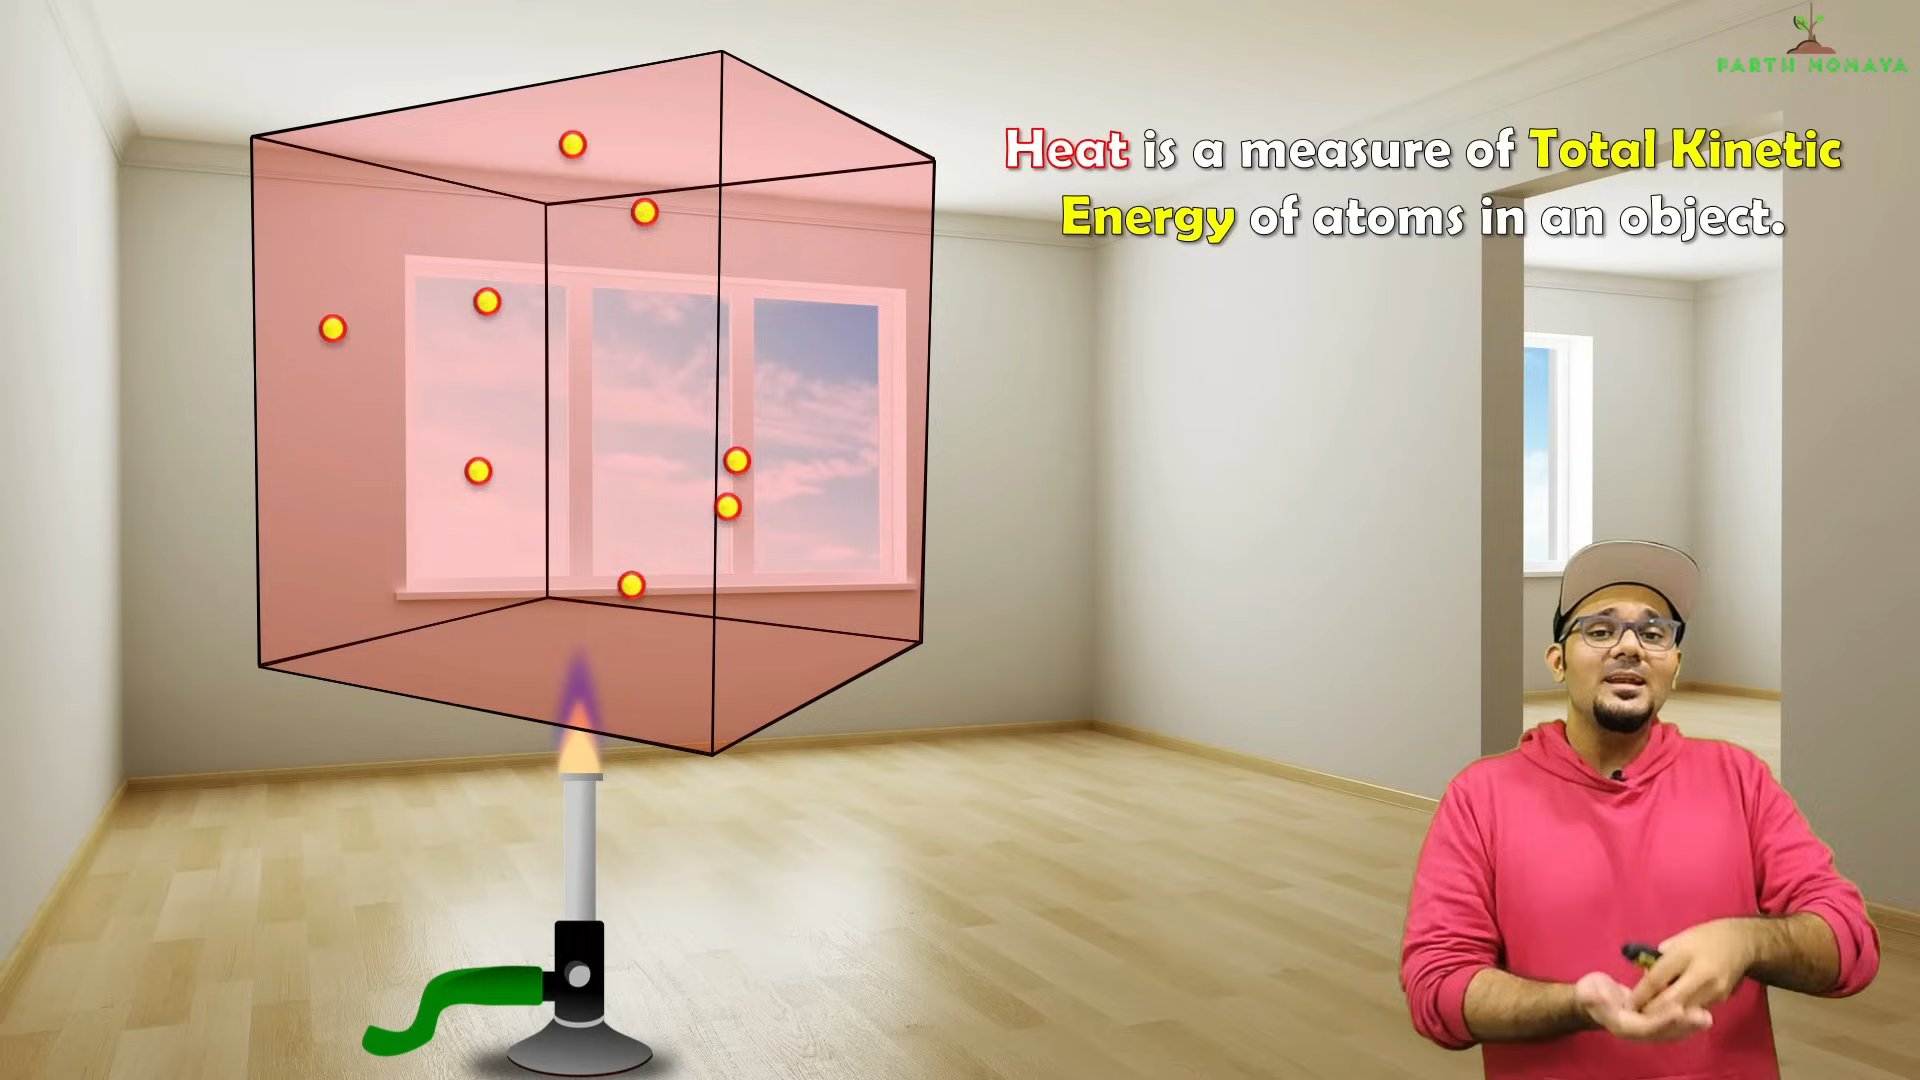 PARTH MOMAYA
Heat is a measure of Total Kinetic
Energy of atoms in an object.